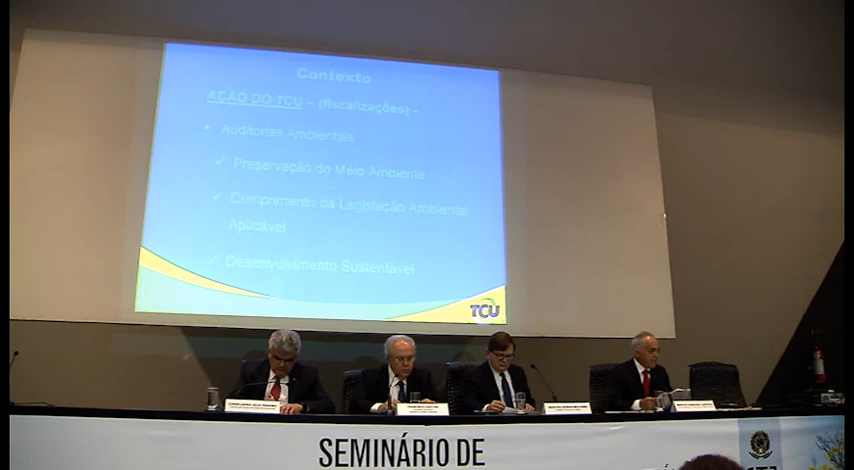 Contexto
AÇÃO DO TCU – (fiscalizações) -
• Auditorias Ambientais
✓ Preservação do Meio Ambiente
✓ Cumprimento da Legislação Ambiental
Aplicável
✓ Desenvolvimento Sustentável
TCU
SEMINÁRIO DE